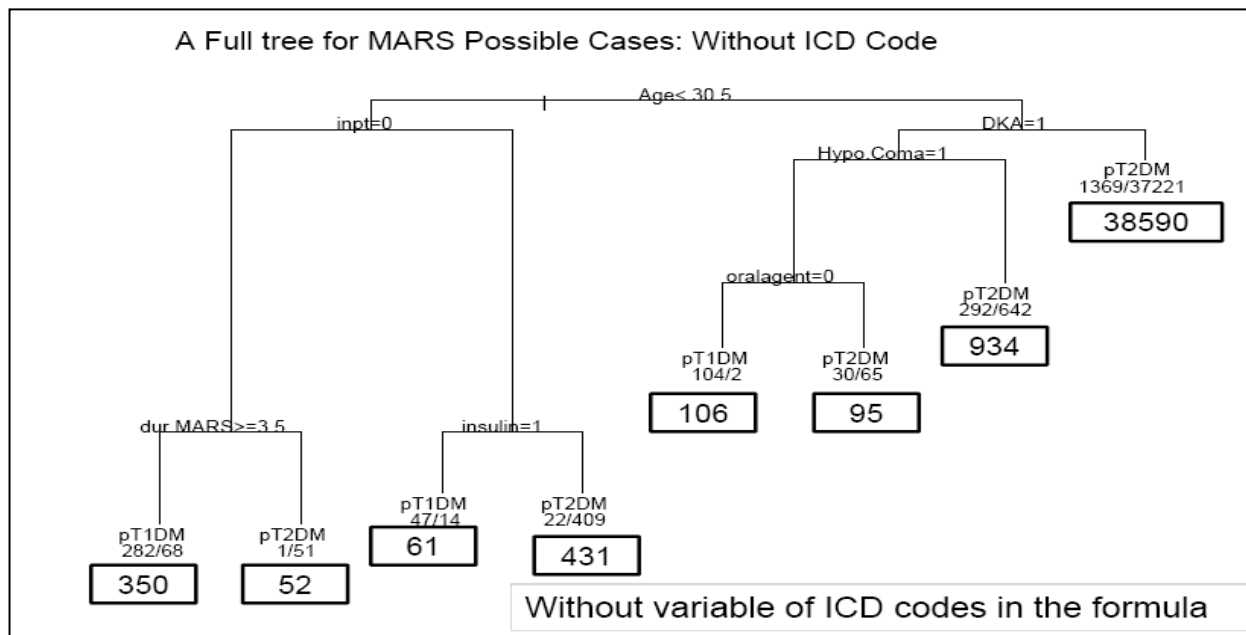 A Full tree for MARS Possible Cases: Without ICD Code
Age< 30.5
inpt=0
DKA=1
Hypo.Coma=1
pT2DM
1369/37221
38590
oralagent=0
pT2DM
292/642
934
pT1DM
104/2
106
pT2DM
30/65
95
dur.MARS>=3.5
insulin=1
pT1DM
47/14
61
pT2DM
22/409
431
pT1DM
282/68
350
pT2DM
1/51
52
Without variable of ICD codes in the formula